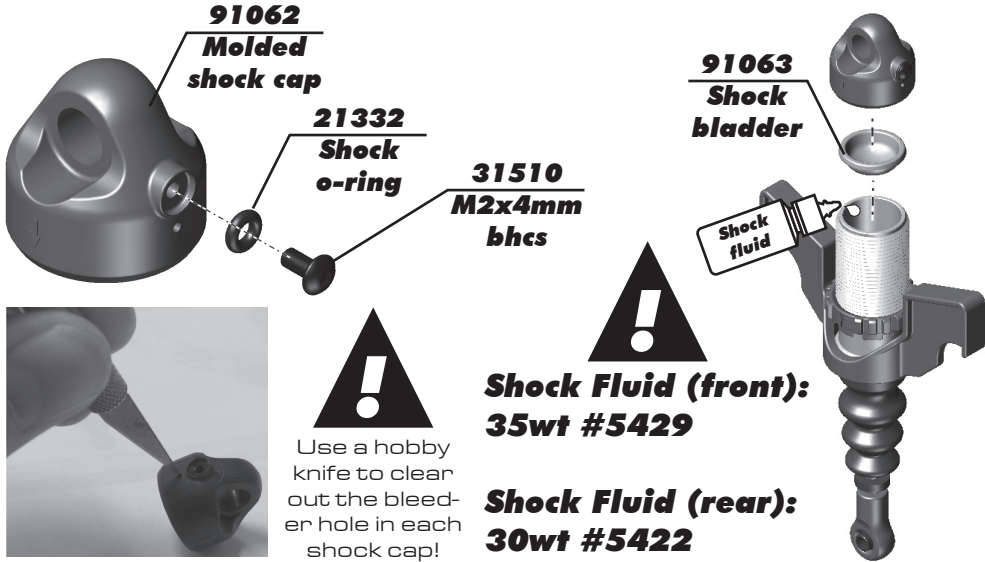 91062
Molded
shock cap
21332
Shock
o-ring
31510
M2x4mm
bhcs
91063
Shock
bladder
Shock
fluid
!
Use a hobby
knife to clear
out the bleed-
er hole in each
shock cap!
!
Shock Fluid (front):
35wt #5429
Shock Fluid (rear):
30wt #5422